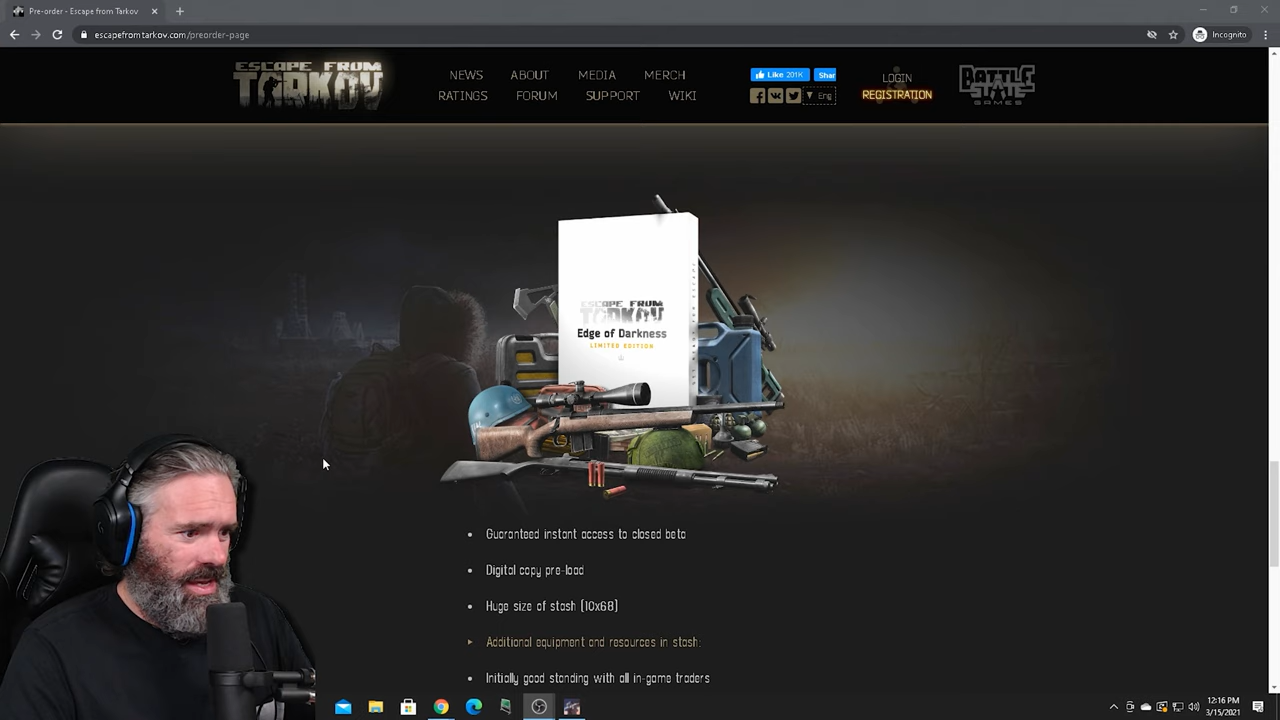 Pre-order - Escape from Tarkov
escapefromtarkov.com/preorder-page
Incognito
ESCAPE FROM
TARKOV
NEWS ABOUT MEDIA MERCH
RATINGS FORUM SUPPORT WIKI
Like 201K Shar
Eng
LOGIN
REGISTRATION
BATTLE
STATE
GAMES
ESCAPE FROM
TARKOV
Edge of Darkness
LIMITED EDITION
Guaranteed instant access to closed beta
Digital copy pre-load
Huge size of stash (10x68)
Additional equipment and resources in stash:
Initially good standing with all in-game traders
12:16 PM
3/15/2021